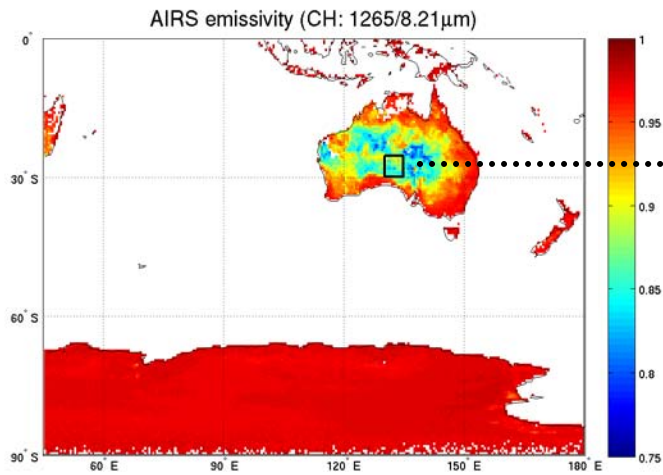 AIRS emissivity (CH: 1265/8.21μm)
0°
30° S
60° S
90° S
60° E
90° E
120° E
150° E
180° E
1
0.95
0.9
0.85
0.8
0.75